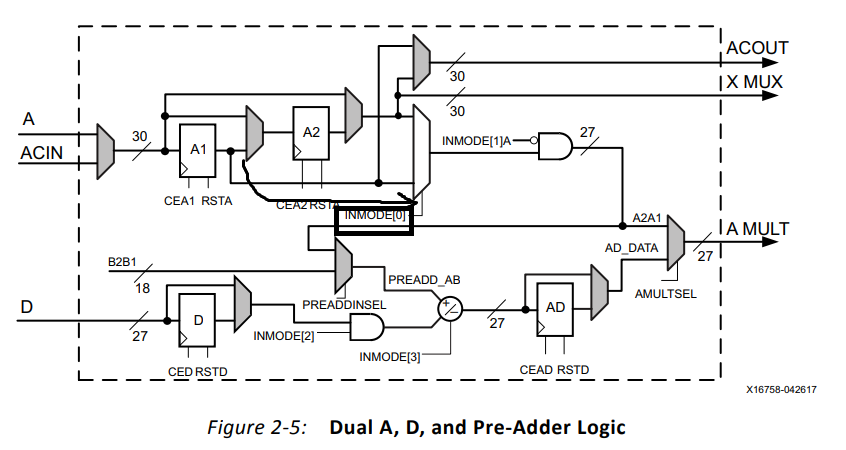 ACOUT
30
X MUX
30
A
ACIN
30
A1
A2
INMODE[1]A
27
CEA1 RSTA
CEA2 RSTA
INMODE[0]
A2A1
A MULT
27
AD_DATA
B2B1
18
PREADD_AB
AMULTSEL
PREADDINSEL
D
27
D
INMODE[2]
+
–
27
AD
INMODE[3]
CED RSTD
CEAD RSTD
X16758-042617
Figure 2-5: Dual A, D, and Pre-Adder Logic